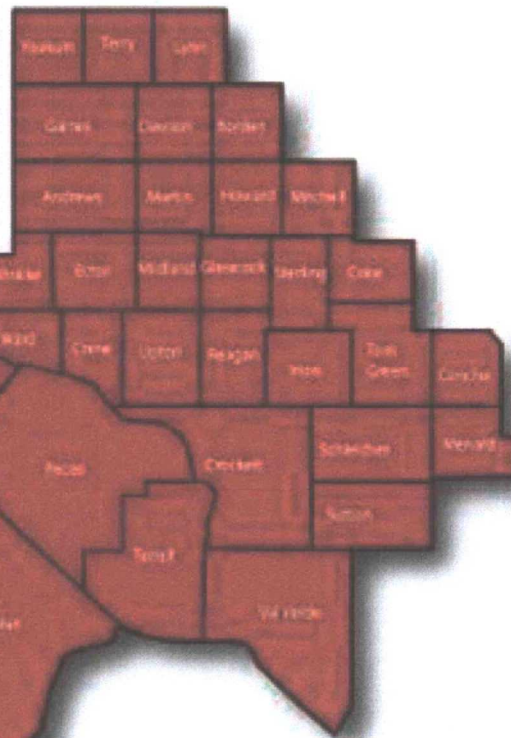 Yoakum Terry Lynn
Gaines Dawson Borden
Andrews Martin Howard Mitchell
Ector Midland Glasscock Sterling Coke
Ward Crane Upton Reagan Irion Tom
Green Concho
Pecos Crockett Schleicher Menard
Sutton
Terrell
Val Verde